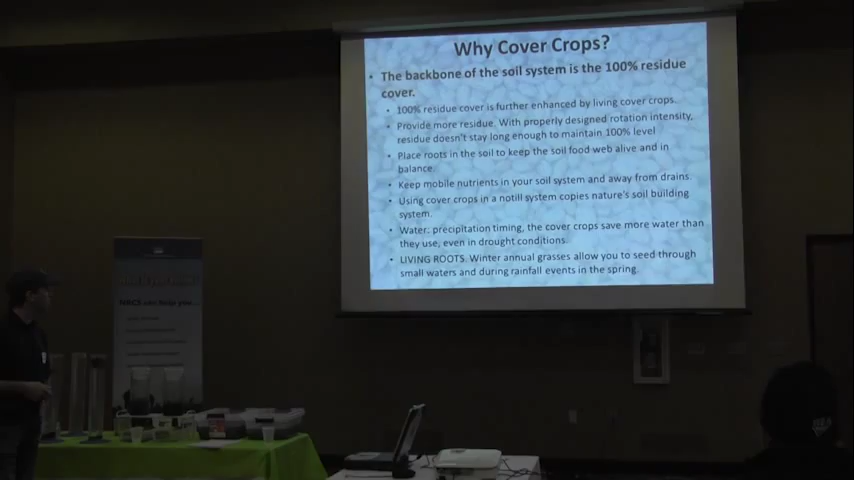 Why Cover Crops?
• The backbone of the soil system is the 100% residue
cover.
• 100% residue cover is further enhanced by living cover crops.
• Provide more residue. With properly designed rotation intensity,
residue doesn't stay long enough to maintain 100% level
• Place roots in the soil to keep the soil food web alive and in
balance.
• Keep mobile nutrients in your soil system and away from drains.
• Using cover crops in a notill system copies nature's soil building
system.
• Water: precipitation timing, the cover crops save more water than
they use, even in drought conditions.
• LIVING ROOTS. Winter annual grasses allow you to seed through
small waters and during rainfall events in the spring.
NRCS can help you...